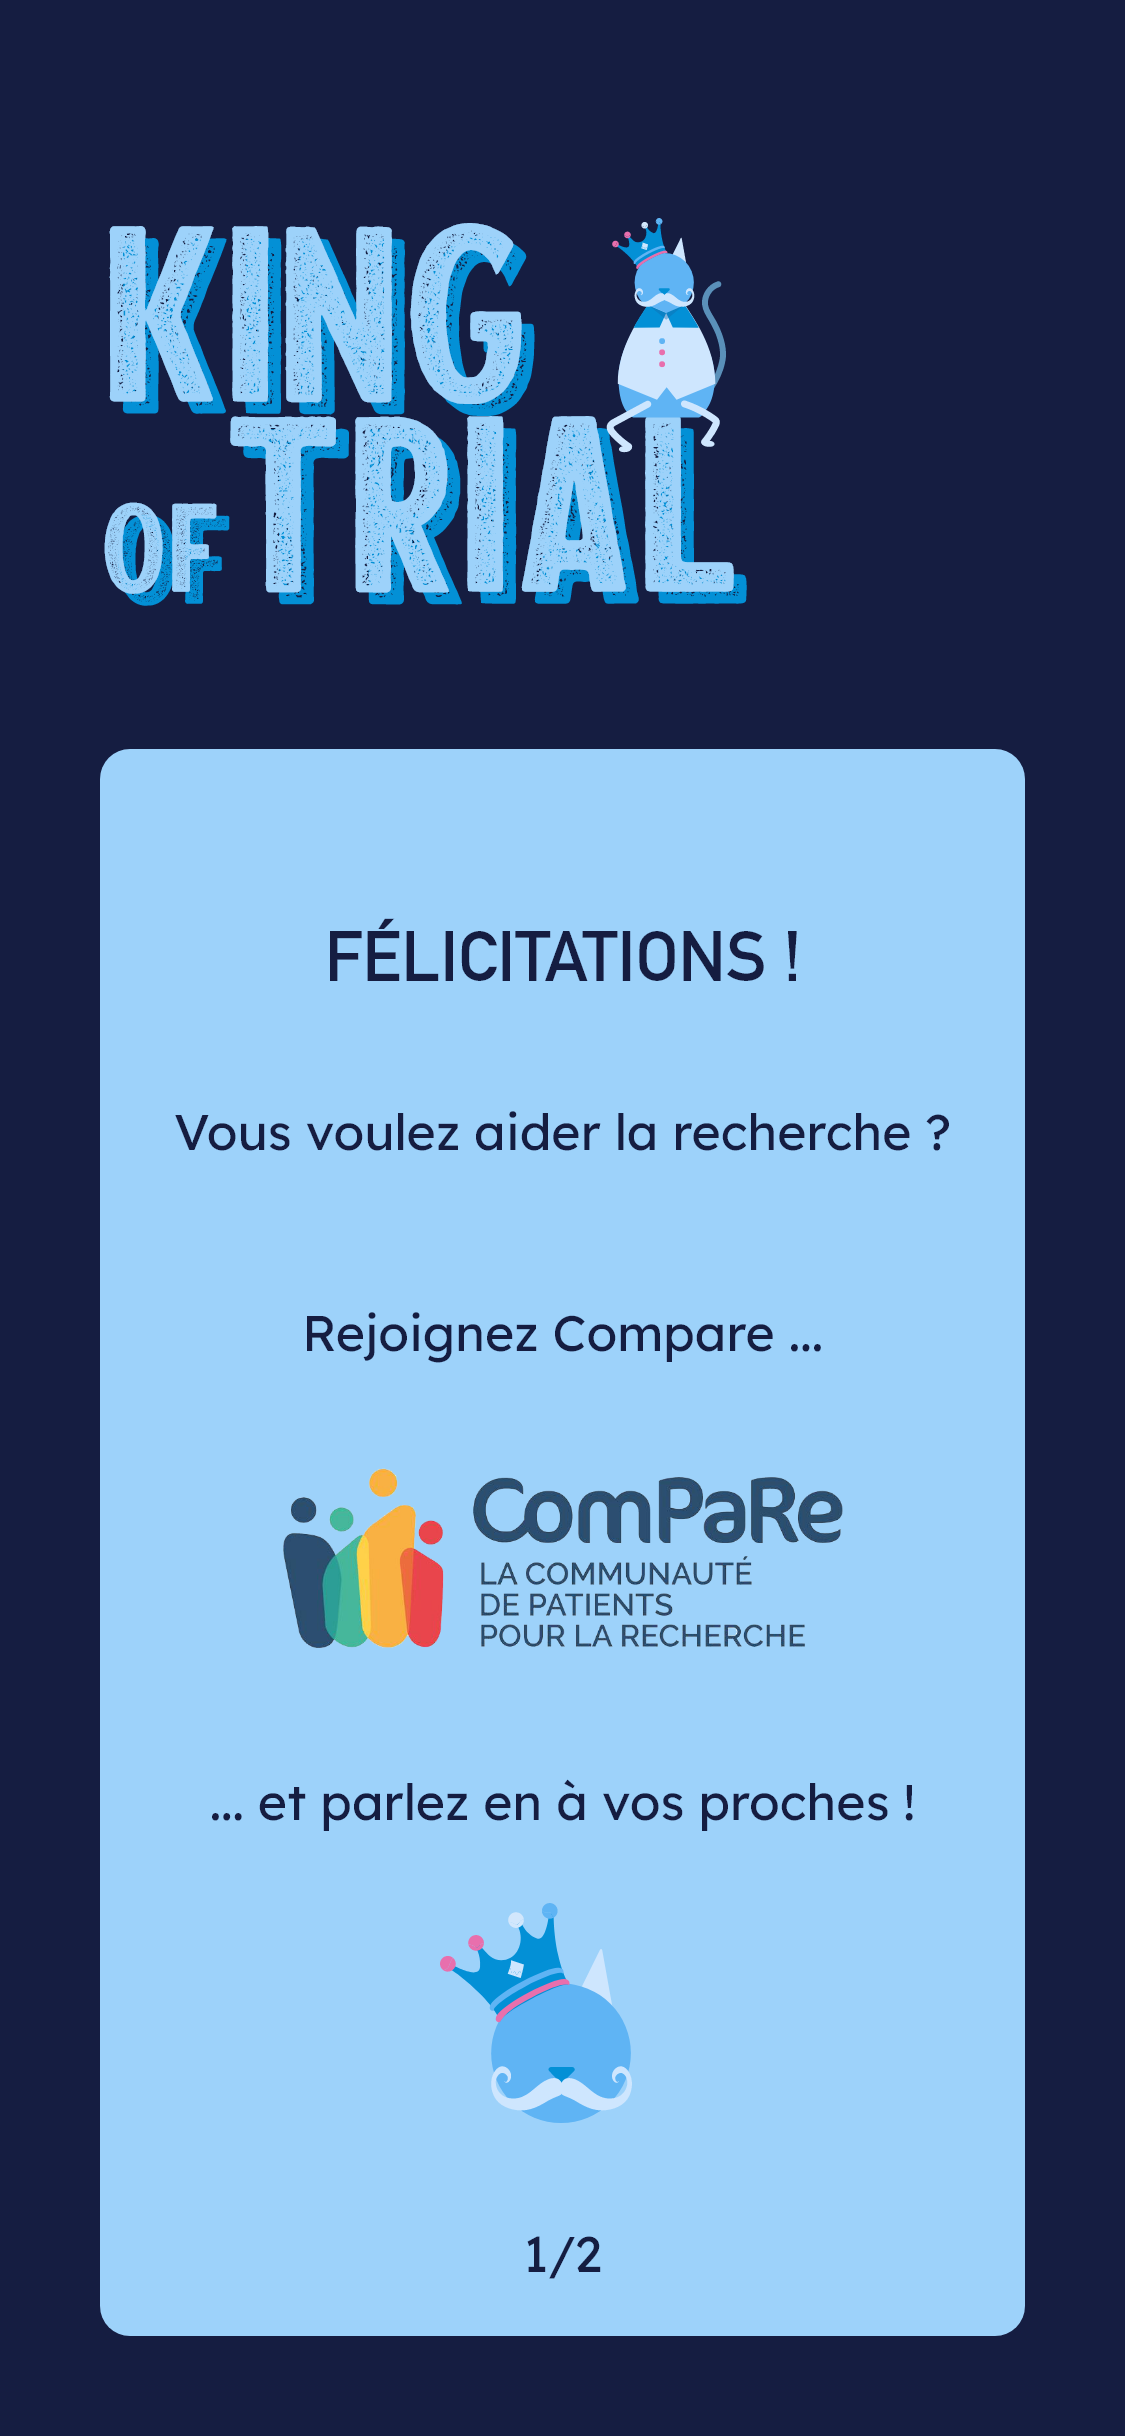 KING
OF TRIAL
FÉLICITATIONS !
Vous voulez aider la recherche ?
Rejoignez Compare ...
ComPaRe
LA COMMUNAUTÉ
DE PATIENTS
POUR LA RECHERCHE
... et parlez en à vos proches !
1/2